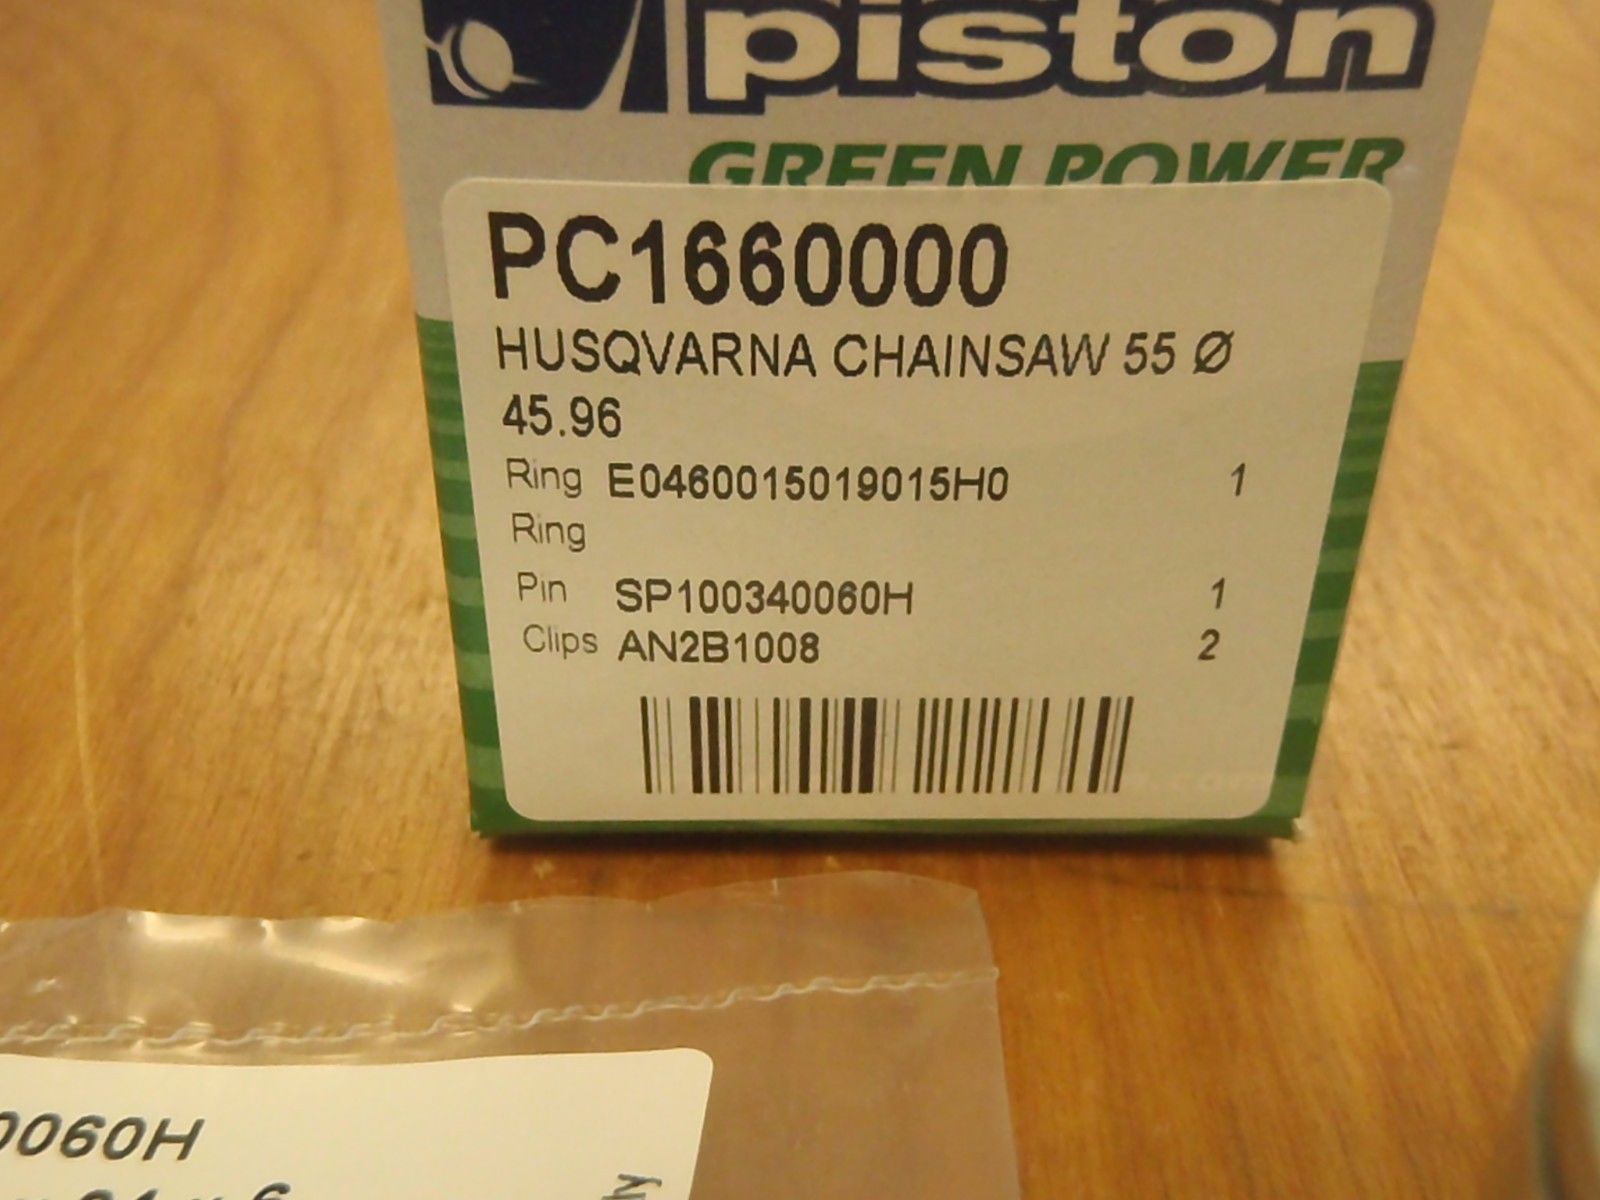 piston
GREEN POWER
PC1660000
HUSQVARNA CHAINSAW 55 Ø
45.96
Ring E0460015019015H0 1
Ring
Pin SP100340060H 1
Clips AN2B1008 2
.com
0060H